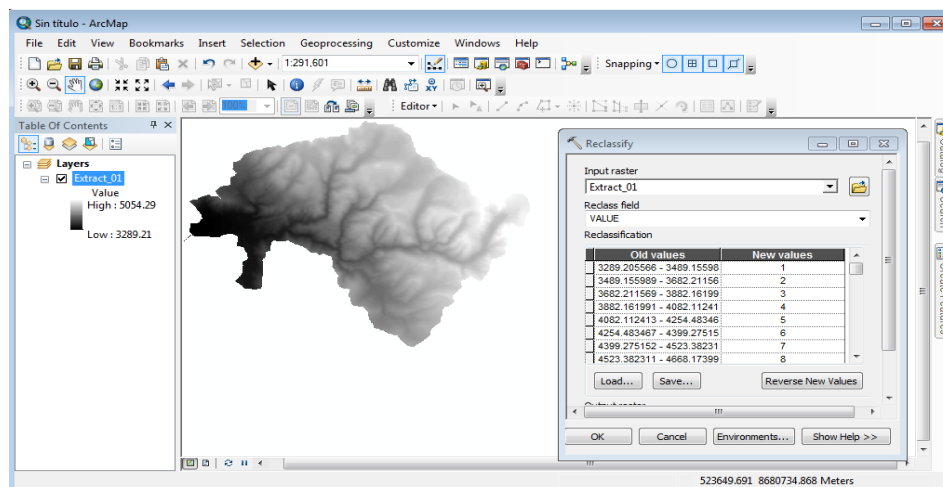 Sin título - ArcMap
File Edit View Bookmarks Insert Selection Geoprocessing Customize Windows Help
1:291,601
Snapping
100%
Editor
Table Of Contents
Layers
Extract_01
Value
High : 5054.29
Low : 3289.21
Reclassify
Input raster
Extract_01
Reclass field
VALUE
Reclassification
Old values New values
3289.205566 - 3489.15598 1
3489.155989 - 3682.21156 2
3682.211569 - 3882.16199 3
3882.161991 - 4082.11241 4
4082.112413 - 4254.48346 5
4254.483467 - 4399.27515 6
4399.275152 - 4523.38231 7
4523.382311 - 4668.17399 8
Load... Save... Reverse New Values
OK Cancel Environments... Show Help >>
523649.691 8680734.868 Meters